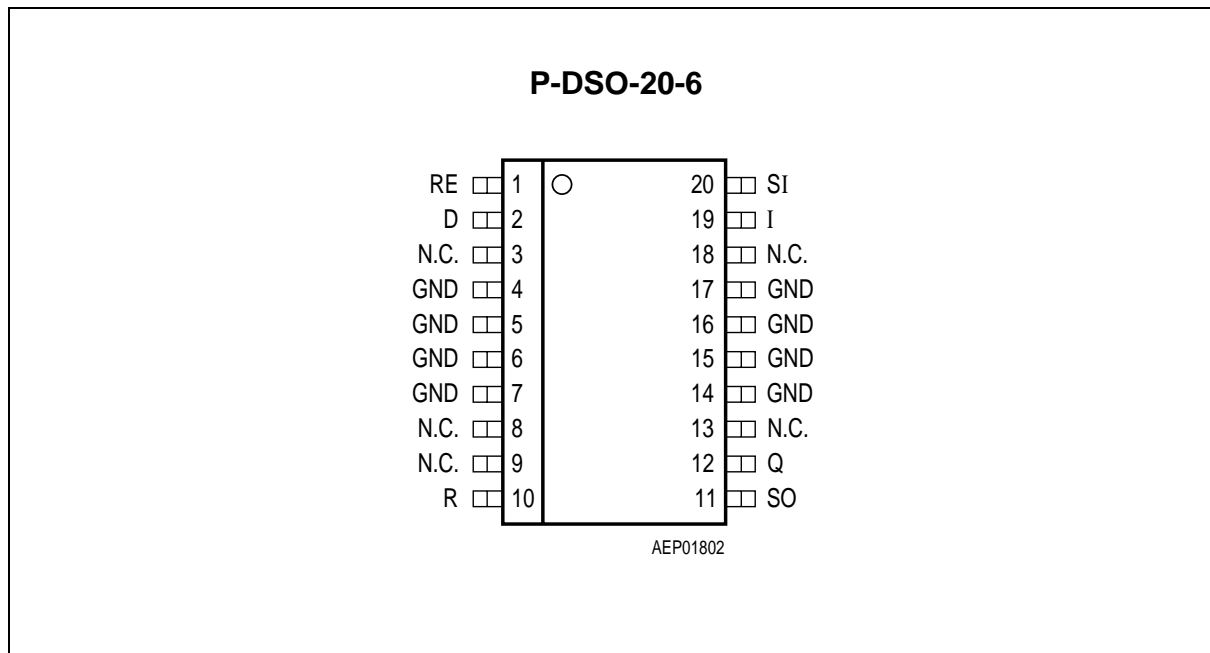 P-DSO-20-6
RE 1 20 SI
D 2 19 I
N.C. 3 18 N.C.
GND 4 17 GND
GND 5 16 GND
GND 6 15 GND
GND 7 14 GND
N.C. 8 13 N.C.
N.C. 9 12 Q
R 10 11 SO
AEP01802